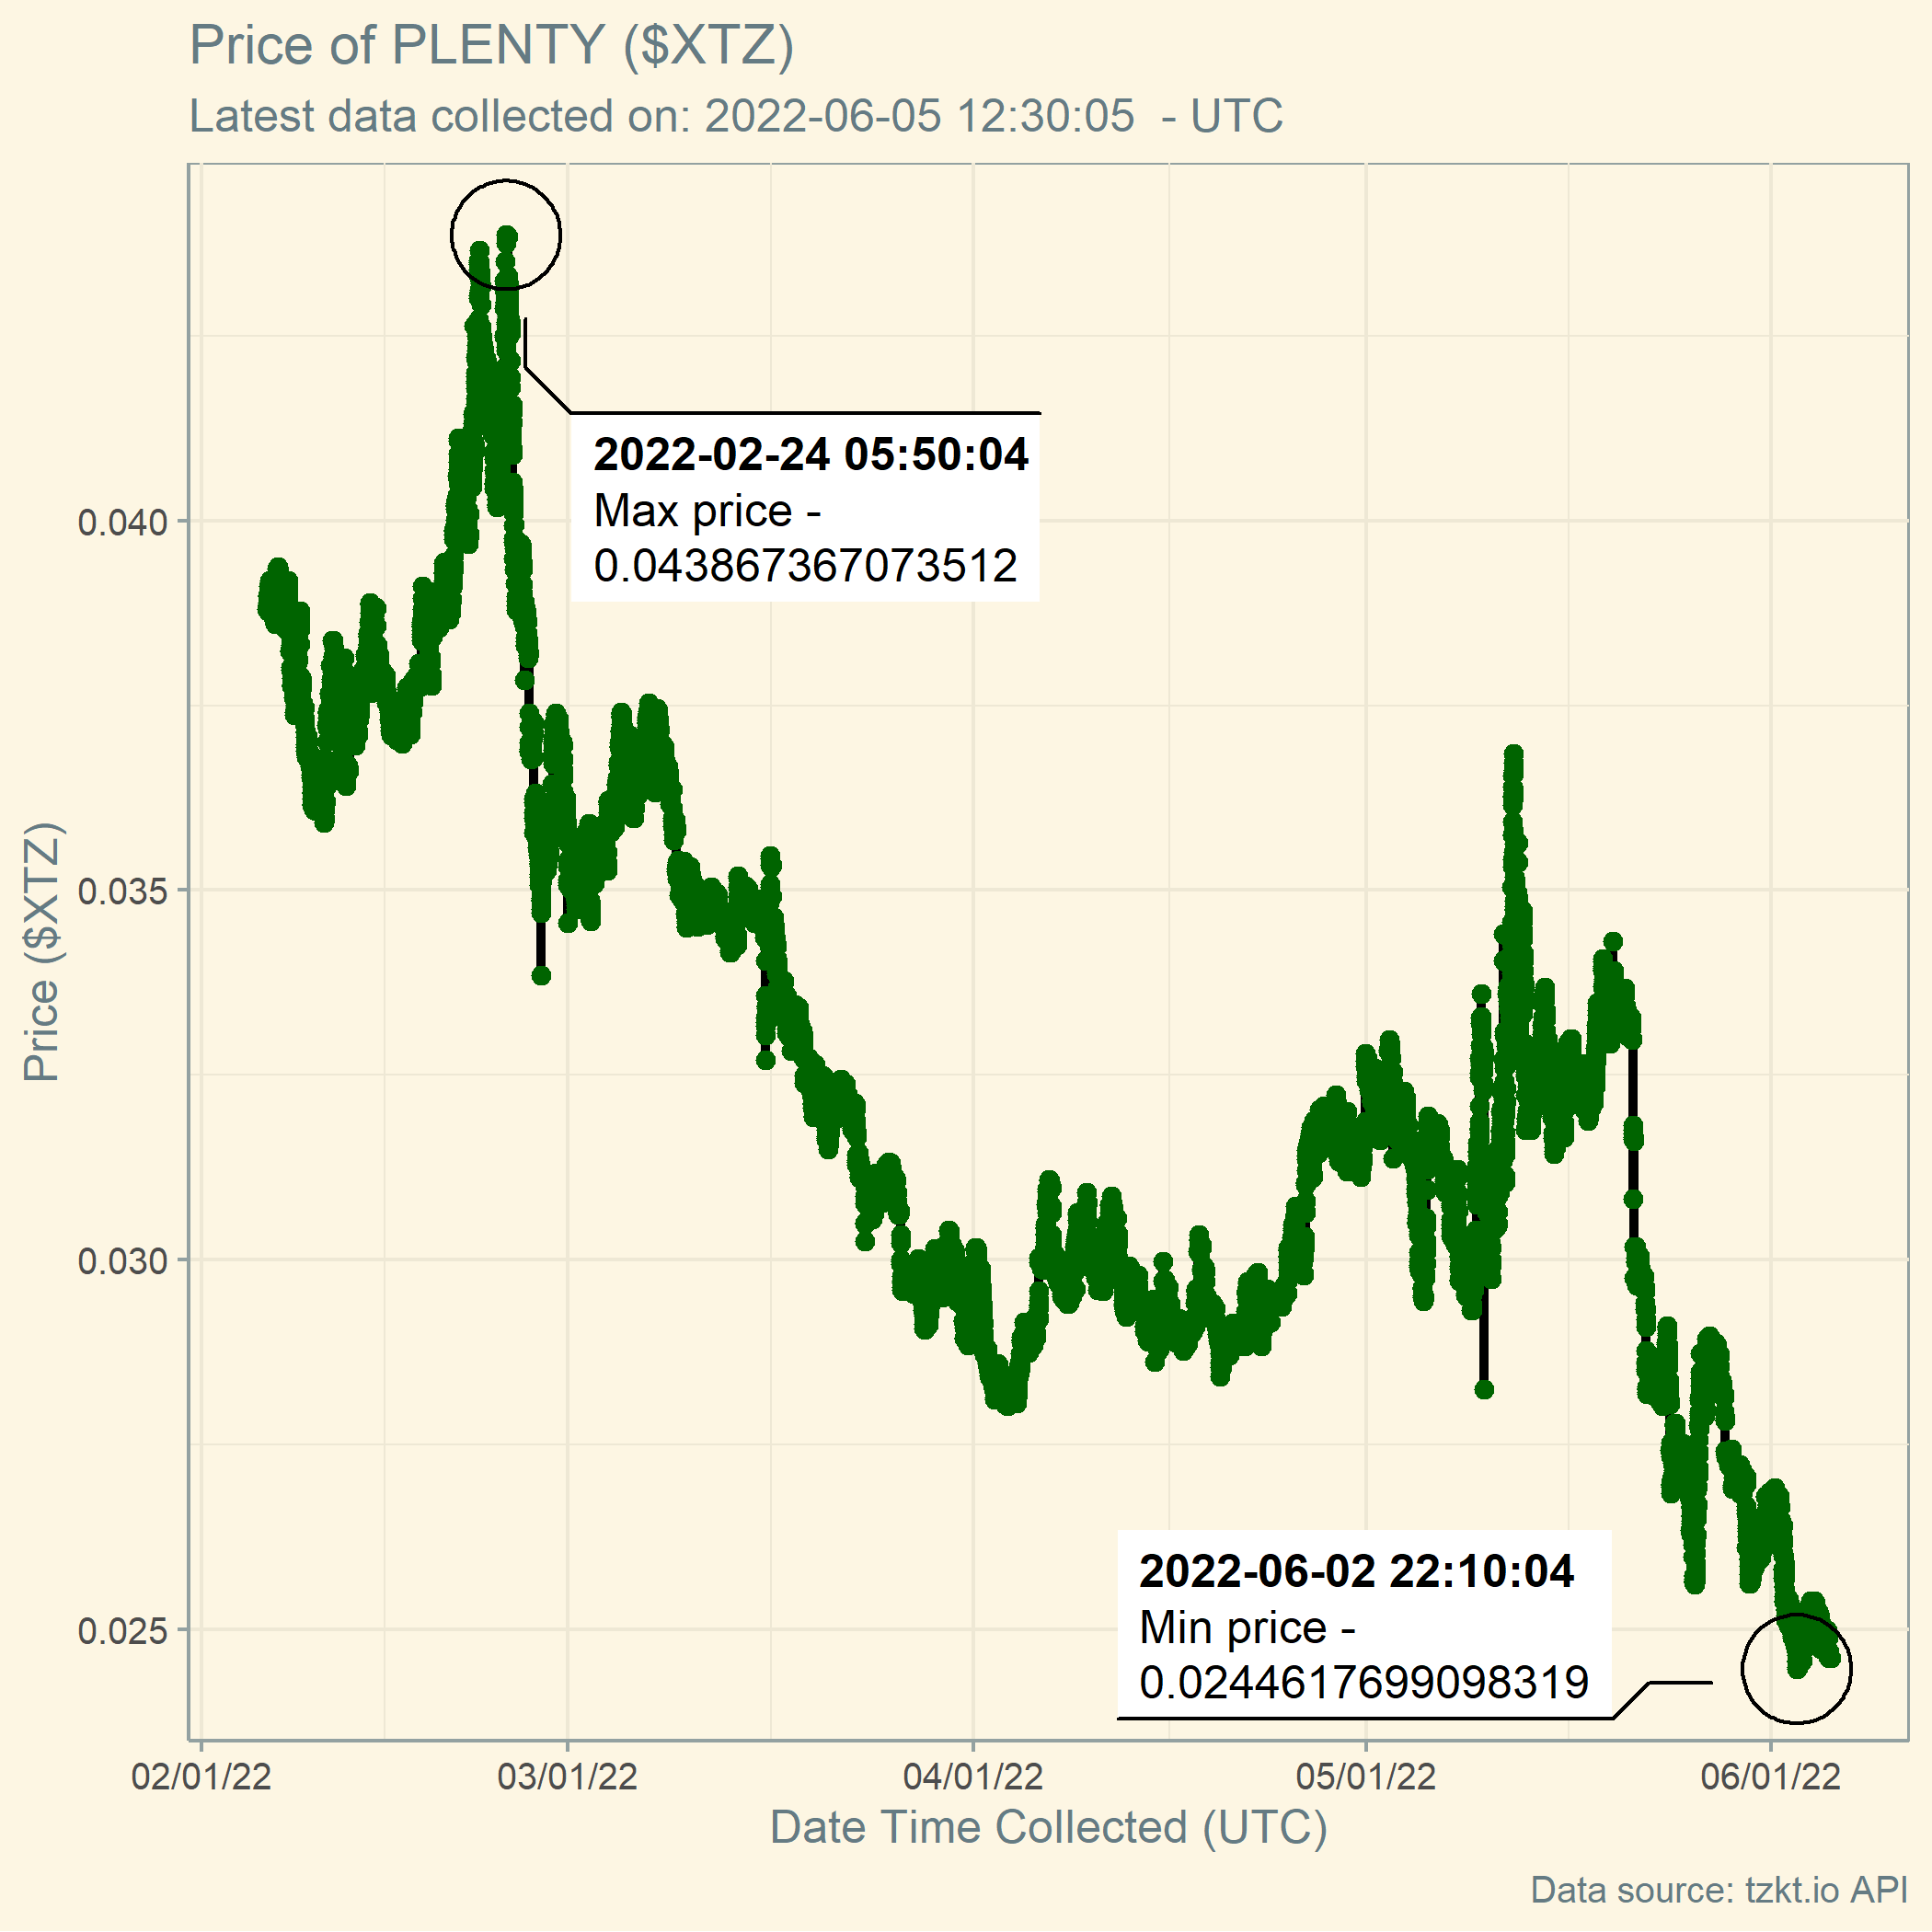 Price of PLENTY ($XTZ)
Latest data collected on: 2022-06-05 12:30:05  - UTC
2022-02-24 05:50:04
Max price -
0.043867367073512
0.040
0.035
0.030
0.025
Price ($XTZ)
2022-06-02 22:10:04
Min price -
0.0244617699098319
02/01/22
03/01/22
04/01/22
05/01/22
06/01/22
Date Time Collected (UTC)
Data source: tzkt.io API